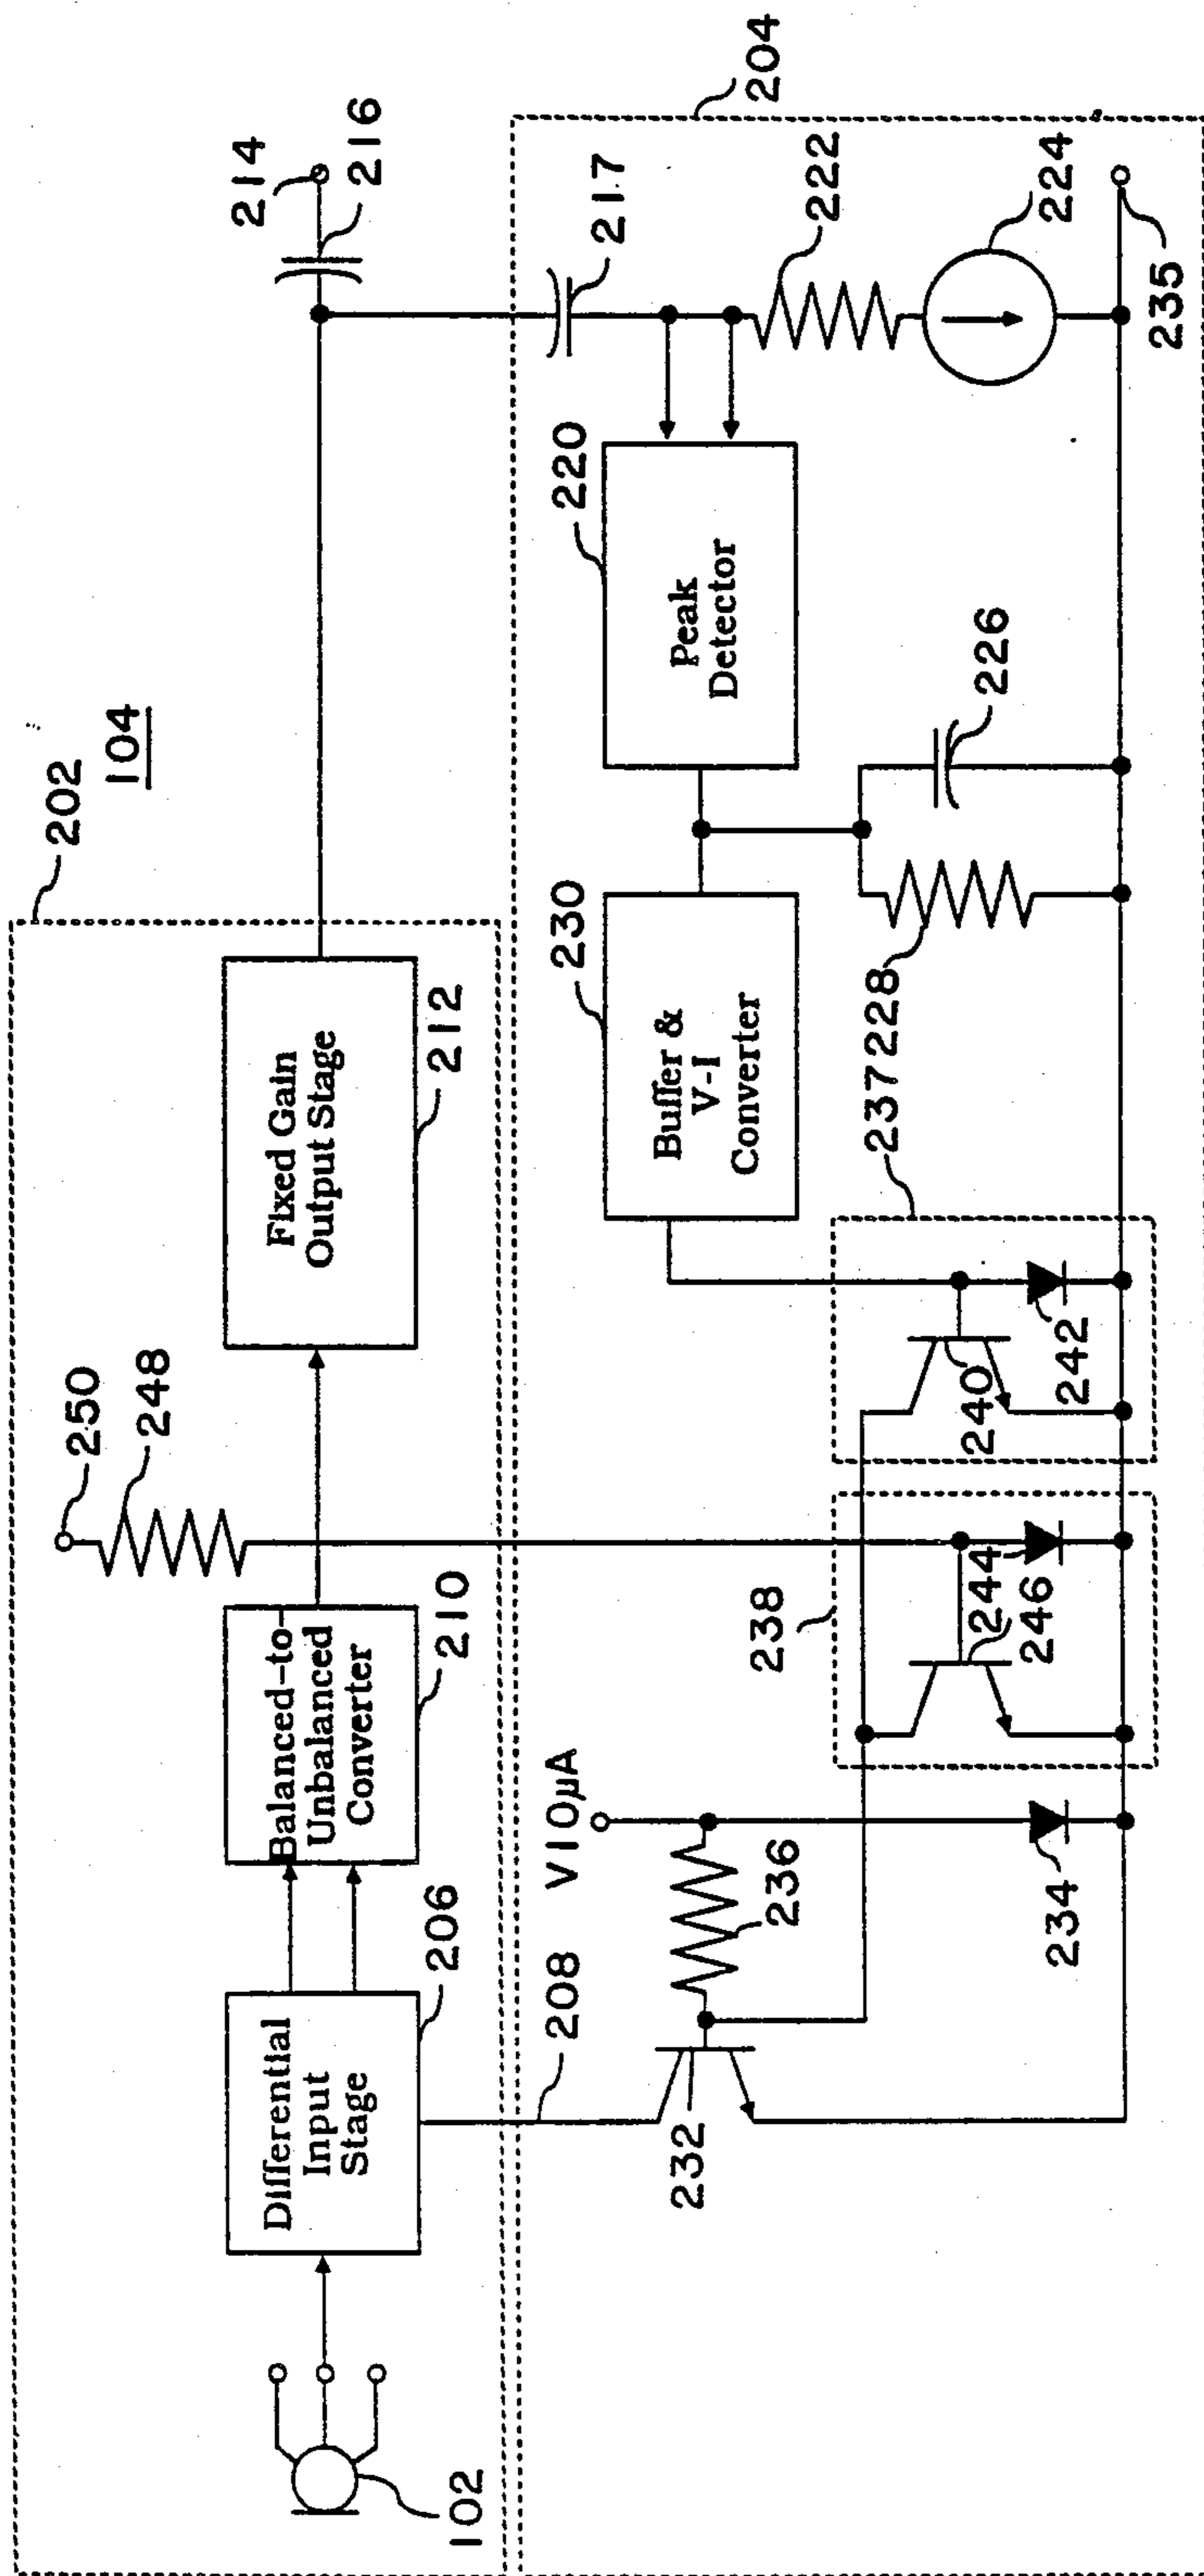 202
104
250
248
Differential
Input
Stage
206
Balanced-to-
Unbalanced
Converter
210
Fixed Gain
Output Stage
212
214
216
102
208
V10µA
204
217
Peak
Detector
220
222
224
235
Buffer &
V-I
Converter
230
226
228
237
232
236
234
238
244
246
240
242